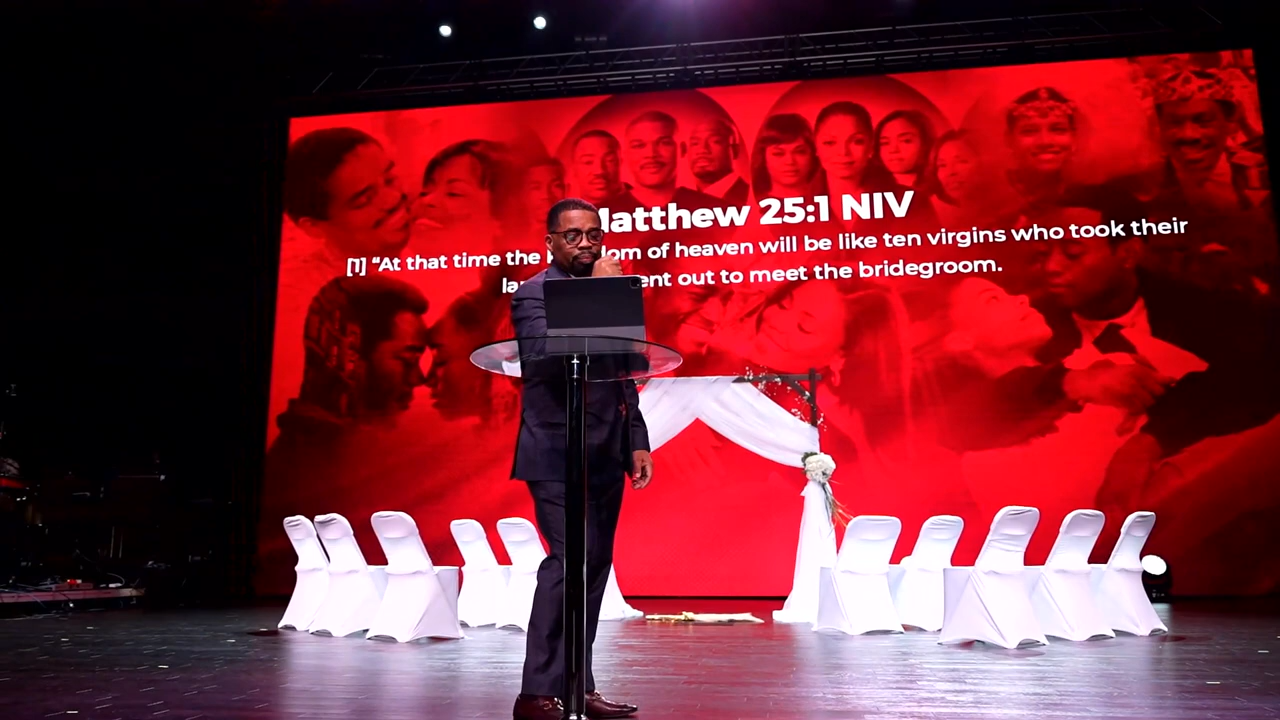 Matthew 25:1 NIV
[1] “At that time the dom of heaven will be like ten virgins who took their
ent out to meet the bridegroom.